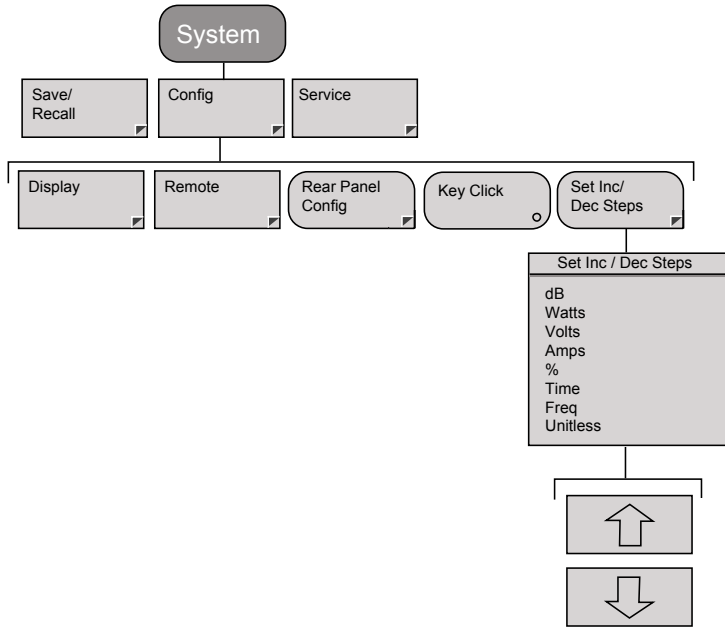 System
Save/
Recall
Config
Service
Display
Remote
Rear Panel
Config
Key Click
Set Inc/
Dec Steps
Set Inc / Dec Steps
dB
Watts
Volts
Amps
%
Time
Freq
Unitless